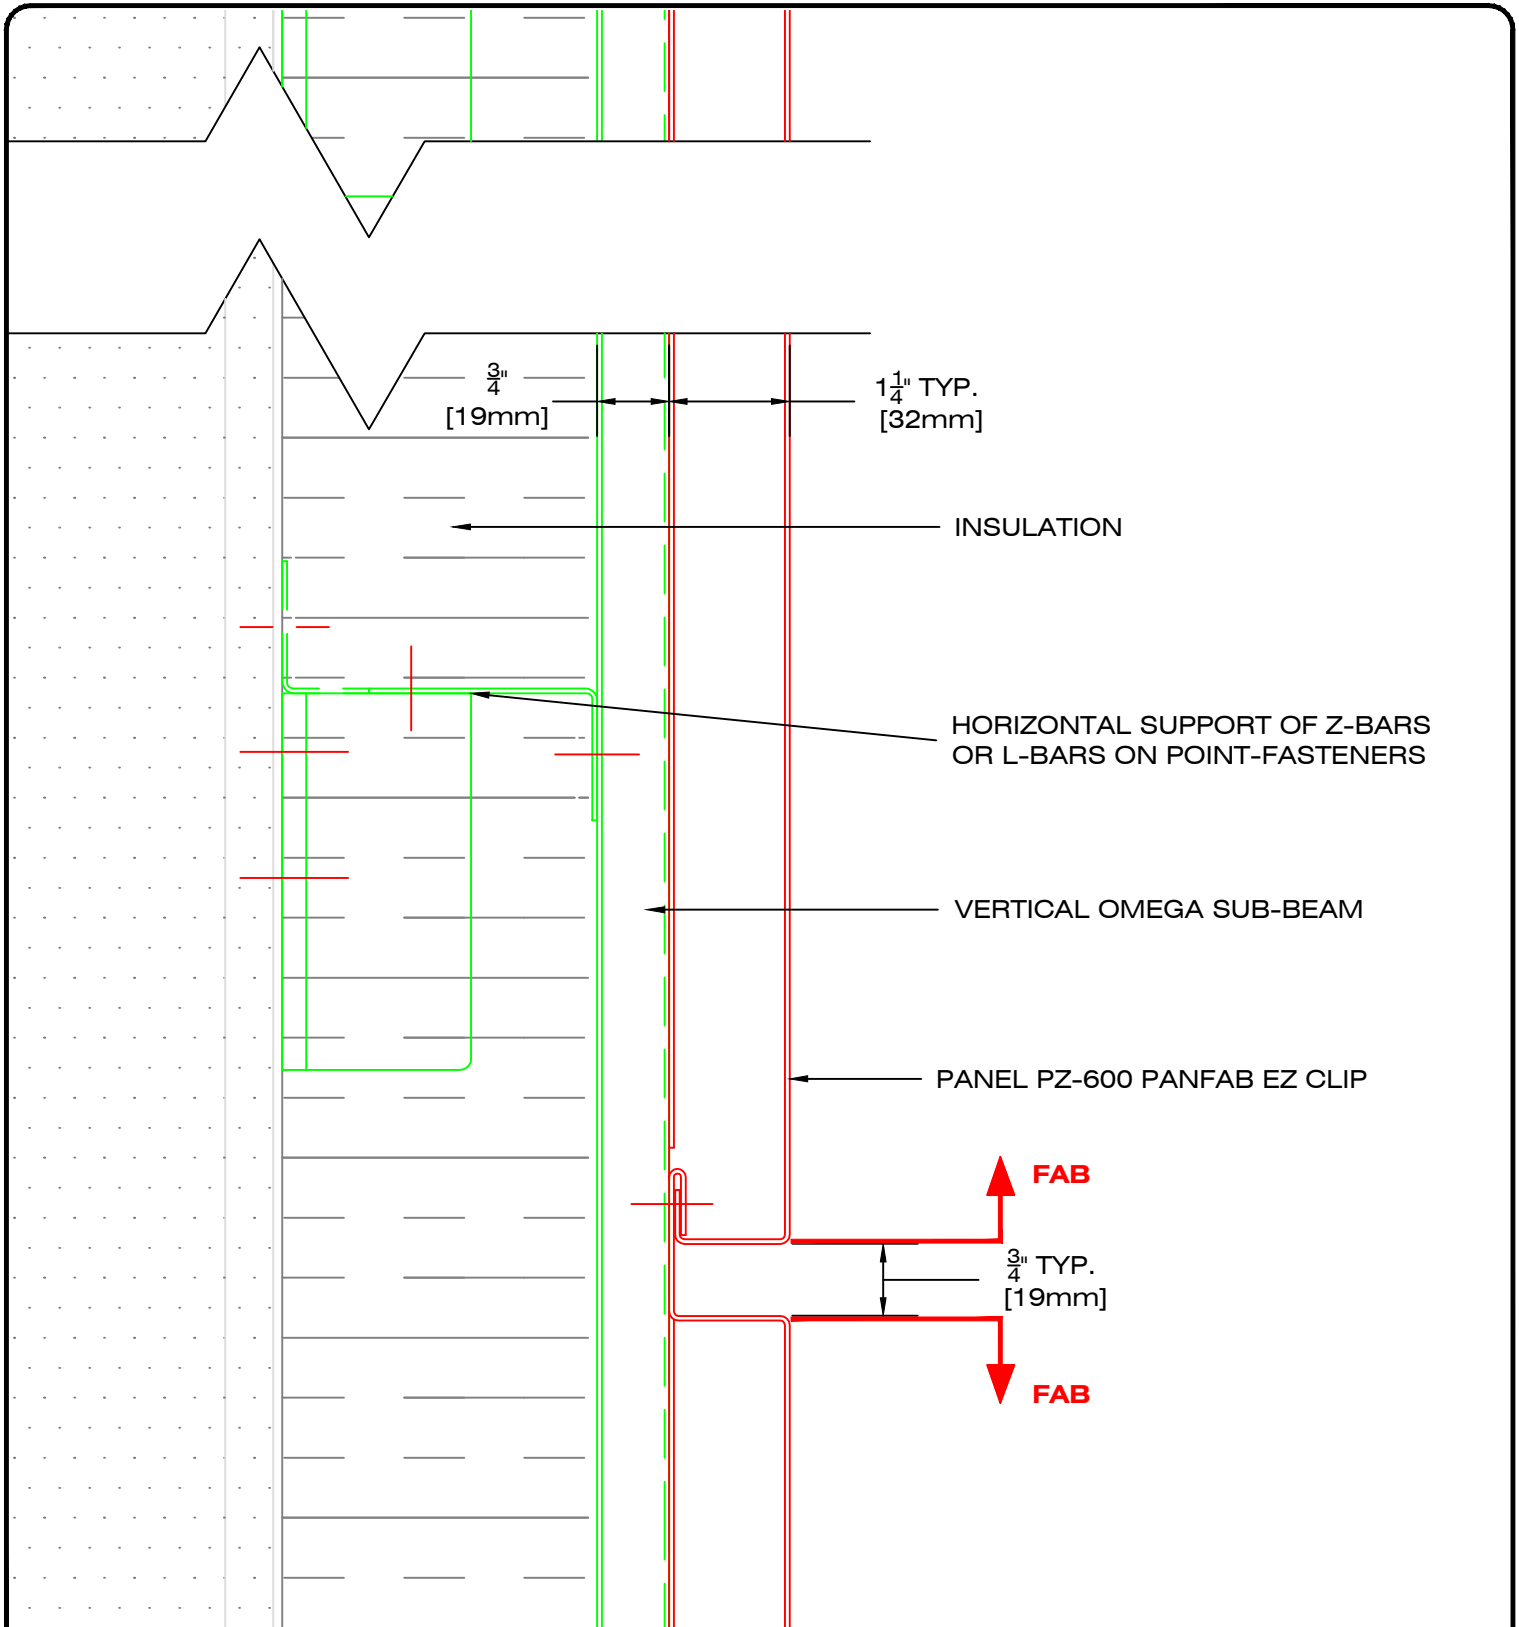 3/4"
[19mm]
1 1/4" TYP.
[32mm]
INSULATION
HORIZONTAL SUPPORT OF Z-BARS
OR L-BARS ON POINT-FASTENERS
VERTICAL OMEGA SUB-BEAM
PANEL PZ-600 PANFAB EZ CLIP
FAB
3/4" TYP.
[19mm]
FAB